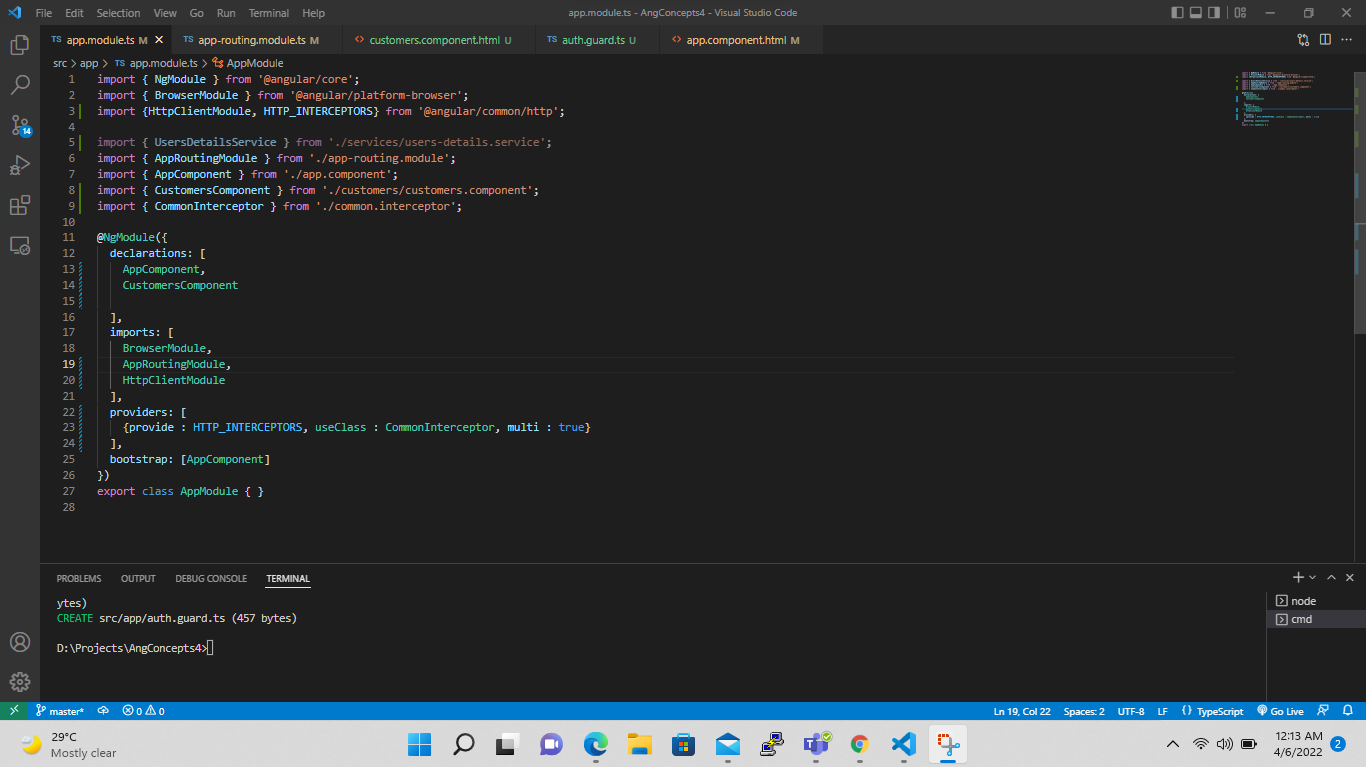 File Edit Selection View Go Run Terminal Help app.module.ts - AngConcepts4 - Visual Studio Code
TS app.module.ts M TS app-routing.module.ts M <> customers.component.html U TS auth.guard.ts U <> app.component.html M
src > app > TS app.module.ts > AppModule
1 import { NgModule } from '@angular/core';
2 import { BrowserModule } from '@angular/platform-browser';
3 import {HttpClientModule, HTTP_INTERCEPTORS} from '@angular/common/http';
4
5 import { UsersDetailsService } from './services/users-details.service';
6 import { AppRoutingModule } from './app-routing.module';
7 import { AppComponent } from './app.component';
8 import { CustomersComponent } from './customers/customers.component';
9 import { CommonInterceptor } from './common.interceptor';
10
11 @NgModule({
12 declarations: [
13 AppComponent,
14 CustomersComponent
15
16 ],
17 imports: [
18 BrowserModule,
19 AppRoutingModule,
20 HttpClientModule
21 ],
22 providers: [
23 {provide : HTTP_INTERCEPTORS, useClass : CommonInterceptor, multi : true}
24 ],
25 bootstrap: [AppComponent]
26 })
27 export class AppModule { }
28
14
PROBLEMS OUTPUT DEBUG CONSOLE TERMINAL
ytes)
CREATE src/app/auth.guard.ts (457 bytes)
D:\Projects\AngConcepts4>
node
cmd
master* 0 0 Ln 19, Col 22 Spaces: 2 UTF-8 LF {} TypeScript Go Live
29°C
Mostly clear
12:13 AM
4/6/2022 2